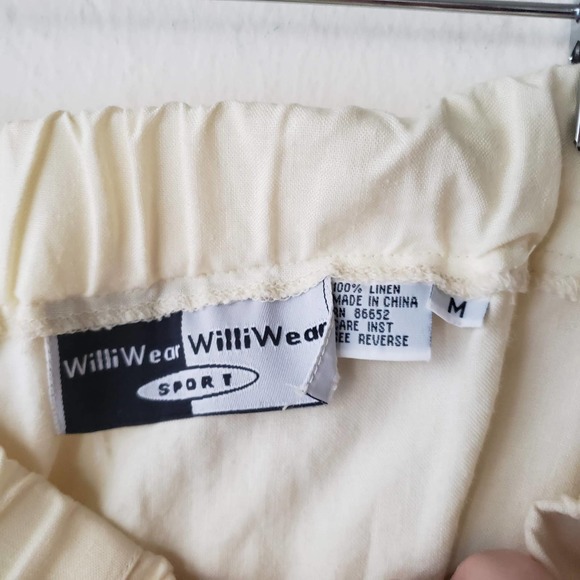 WilliWear WilliWear
SPORT
100% LINEN
MADE IN CHINA
RN 86652
CARE INST
SEE REVERSE
M